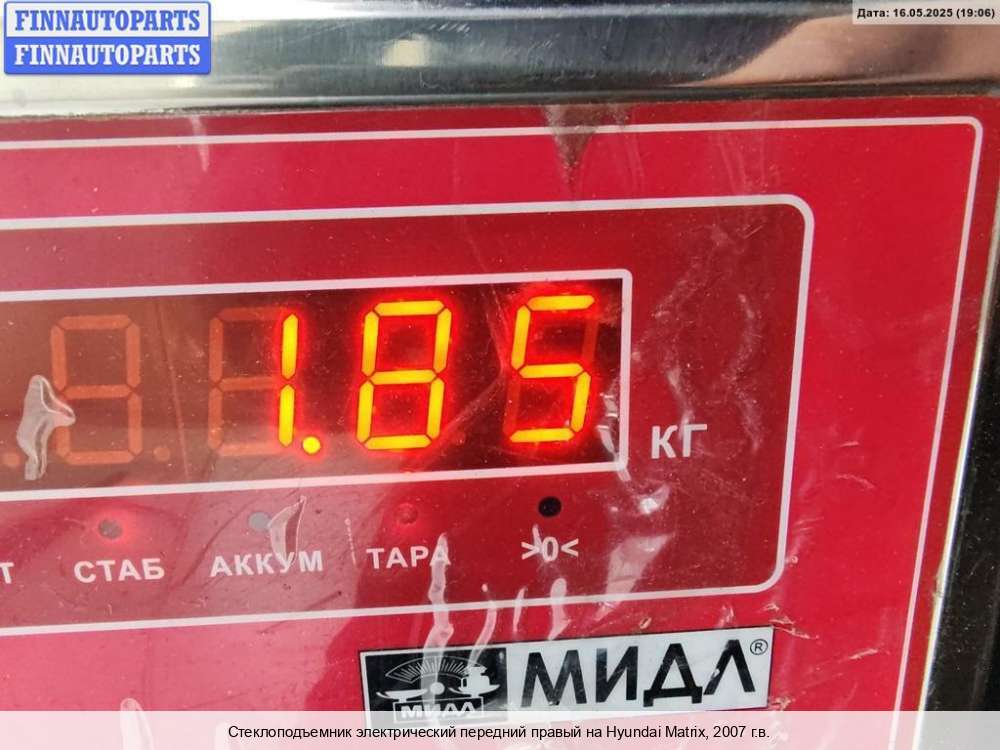 FINNAUTOPARTS
FINNAUTOPARTS
Дата: 16.05.2025 (19:06)
1.85
КГ
Т СТАБ АККУМ ТАРА >0<
МИДЛ МИДЛ®
Стеклоподъемник электрический передний правый на Hyundai Matrix, 2007 г.в.